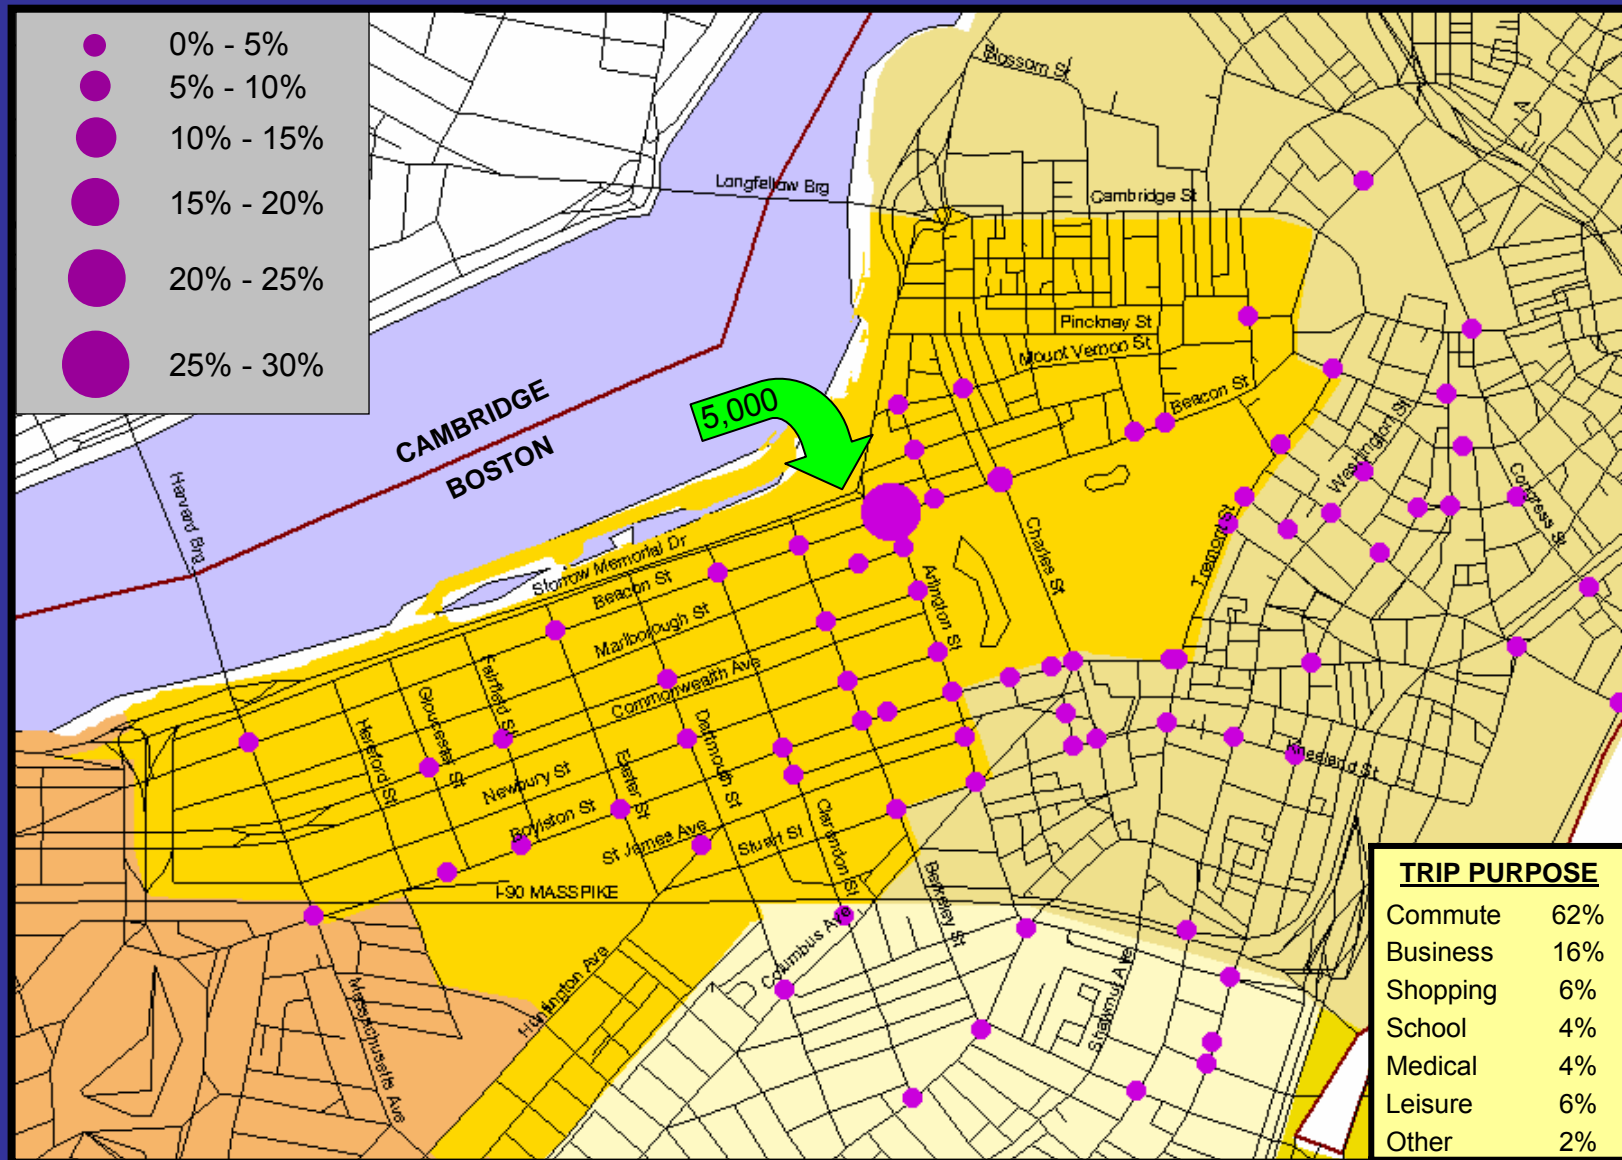 0% - 5%
5% - 10%
10% - 15%
15% - 20%
20% - 25%
25% - 30%
Blossom St
Longfellow Brg
Cambridge St
Pinckney St
Mount Vernon St
Beacon St
5,000
CAMBRIDGE
BOSTON
Washington St
Congress St
Harvard Brg
Charles St
Tremont St
Storrow Memorial Dr
Beacon St
Arlington St
Marlborough St
Commonwealth Ave
Fairfield St
Gloucester St
Hereford St
Dartmouth St
Exeter St
Newbury St
Kneeland St
Boylston St
St James Ave
Stuart St
Clarendon St
I-90 MASSPIKE
Berkeley St
Columbus Ave
Huntington Ave
Shawmut Ave
Massachusetts Ave
TRIP PURPOSE
Commute 62%
Business 16%
Shopping 6%
School 4%
Medical 4%
Leisure 6%
Other 2%